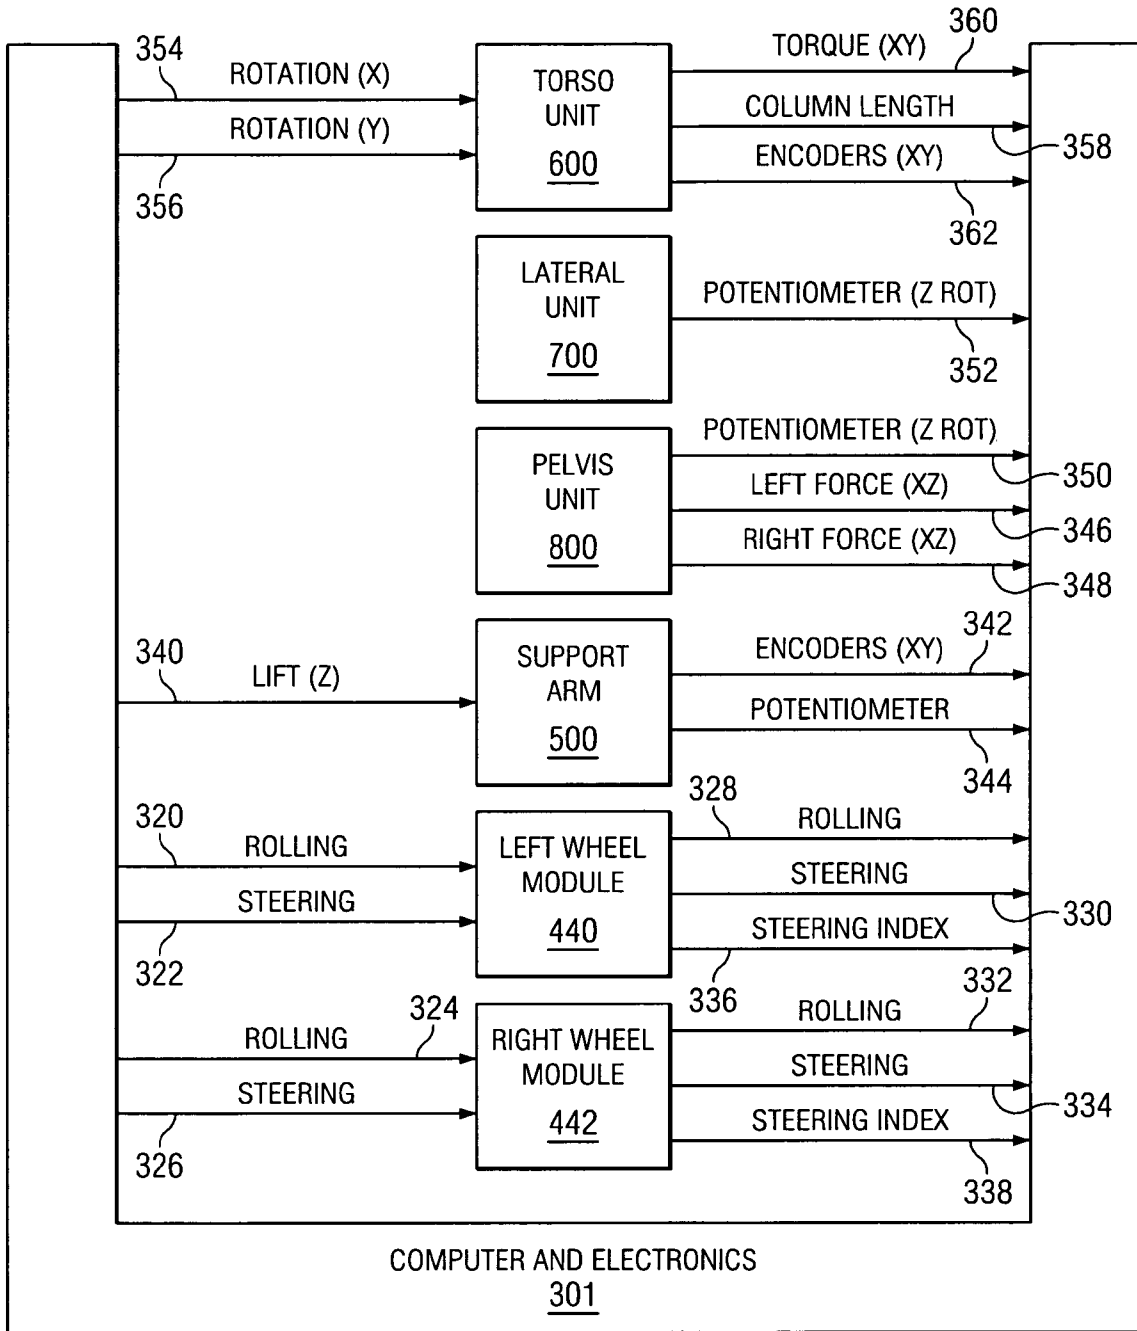 360
TORQUE (XY)
354
ROTATION (X)
TORSO
UNIT
600
COLUMN LENGTH
358
ROTATION (Y)
356
ENCODERS (XY)
362
LATERAL
UNIT
700
POTENTIOMETER (Z ROT)
352
PELVIS
UNIT
800
POTENTIOMETER (Z ROT)
350
LEFT FORCE (XZ)
346
RIGHT FORCE (XZ)
348
340
LIFT (Z)
SUPPORT
ARM
500
342
ENCODERS (XY)
POTENTIOMETER
344
320
ROLLING
STEERING
322
LEFT WHEEL
MODULE
440
328
ROLLING
STEERING
330
STEERING INDEX
336
324
ROLLING
STEERING
326
RIGHT WHEEL
MODULE
442
332
ROLLING
STEERING
334
STEERING INDEX
338
COMPUTER AND ELECTRONICS
301